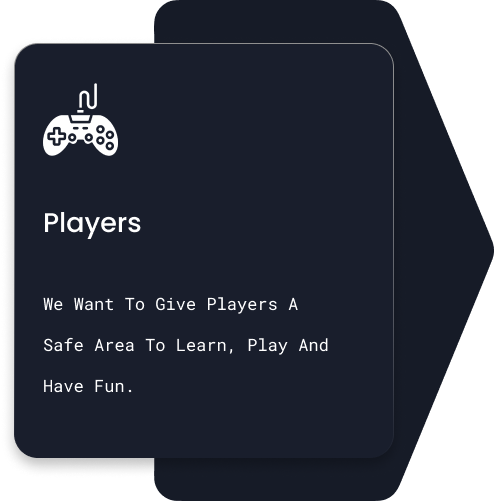 Players
We Want To Give Players A
Safe Area To Learn, Play And
Have Fun.